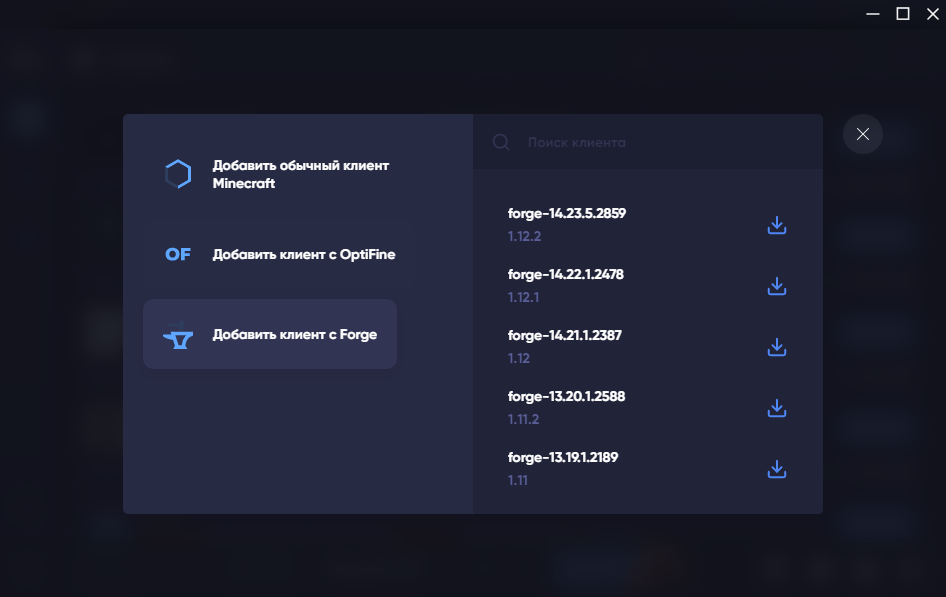 Добавить обычный клиент
Minecraft
OF
Добавить клиент с OptiFine
Добавить клиент с Forge
Поиск клиента
forge-14.23.5.2859
1.12.2
forge-14.22.1.2478
1.12.1
forge-14.21.1.2387
1.12
forge-13.20.1.2588
1.11.2
forge-13.19.1.2189
1.11